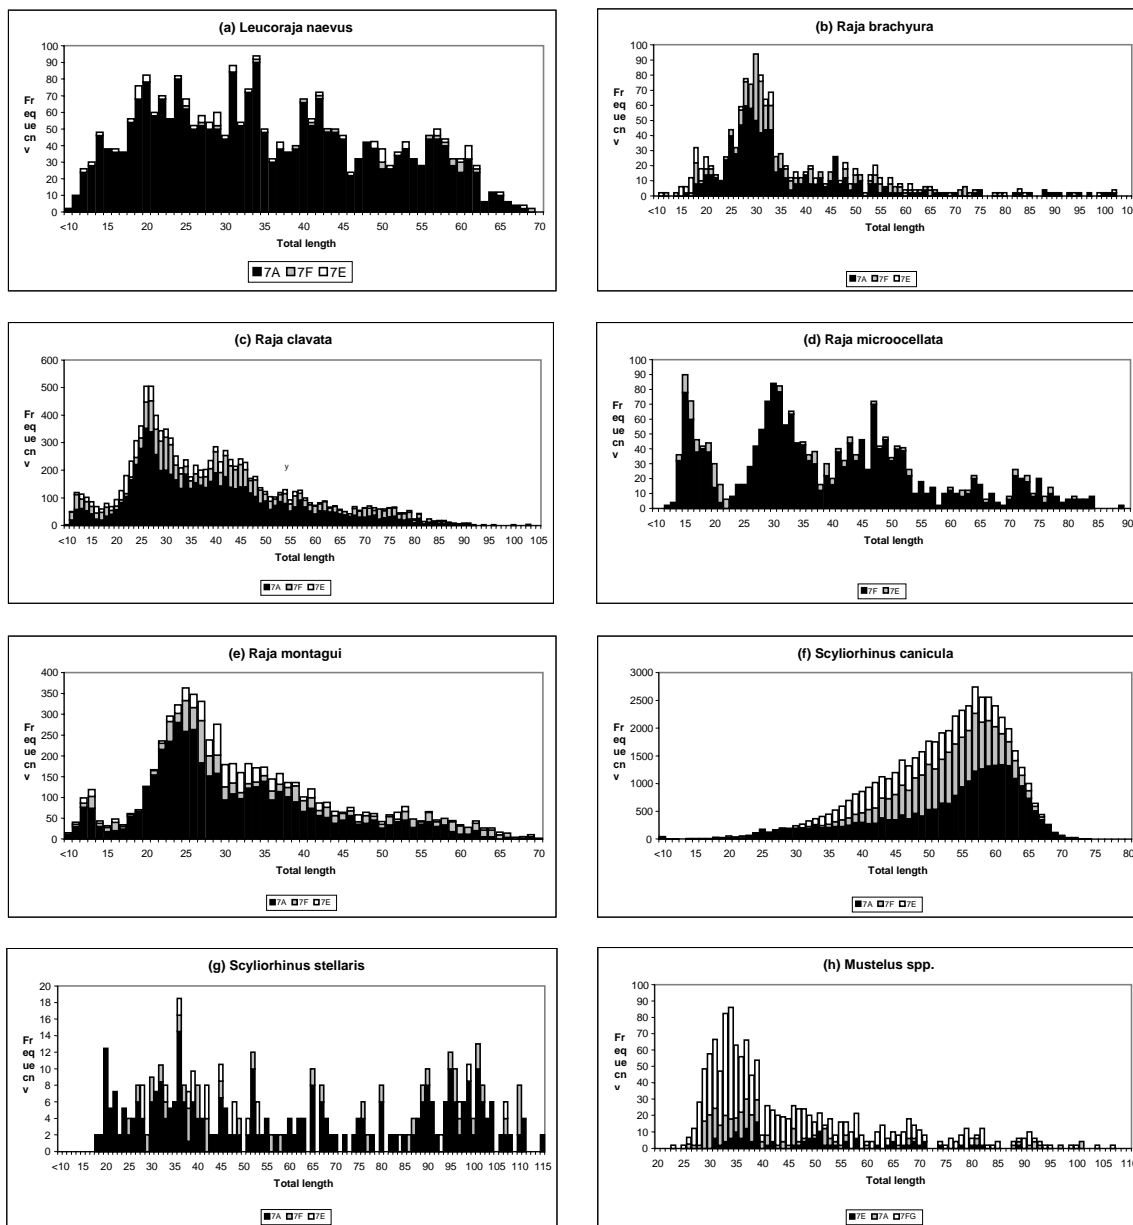 (a) Leucoraja naevus
100
90
80
70
60
50
40
30
20
10
0
Fr
eq
ue
cn
v
<10 15 20 25 30 35 40 45 50 55 60 65 70
Total length
7A 7F 7E
(b) Raja brachyura
100
90
80
70
60
50
40
30
20
10
0
Fr
eq
ue
cn
v
<10 15 20 25 30 35 40 45 50 55 60 65 70 75 80 85 90 95 100 105
Total length
7A 7F 7E
(c) Raja clavata
600
500
400
300
200
100
0
Fr
eq
ue
cn
v
y
<10 15 20 25 30 35 40 45 50 55 60 65 70 75 80 85 90 95 100 105
Total length
7A 7F 7E
(d) Raja microocellata
100
90
80
70
60
50
40
30
20
10
0
Fr
eq
ue
cn
v
<10 15 20 25 30 35 40 45 50 55 60 65 70 75 80 85 90
Total length
7F 7E
(e) Raja montagui
400
350
300
250
200
150
100
50
0
Fr
eq
ue
cn
v
<10 15 20 25 30 35 40 45 50 55 60 65 70
Total length
7A 7F 7E
(f) Scyliorhinus canicula
3000
2500
2000
1500
1000
500
0
Fr
eq
ue
cn
v
<10 15 20 25 30 35 40 45 50 55 60 65 70 75 80
Total length
7A 7F 7E
(g) Scyliorhinus stellaris
20
18
16
14
12
10
8
6
4
2
0
Fr
eq
ue
cn
v
<10 15 20 25 30 35 40 45 50 55 60 65 70 75 80 85 90 95 100 105 110 115
Total length
7A 7F 7E
(h) Mustelus spp.
100
90
80
70
60
50
40
30
20
10
0
Fr
eq
ue
cn
v
20 25 30 35 40 45 50 55 60 65 70 75 80 85 90 95 100 105 110
Total length
7E 7A 7FG